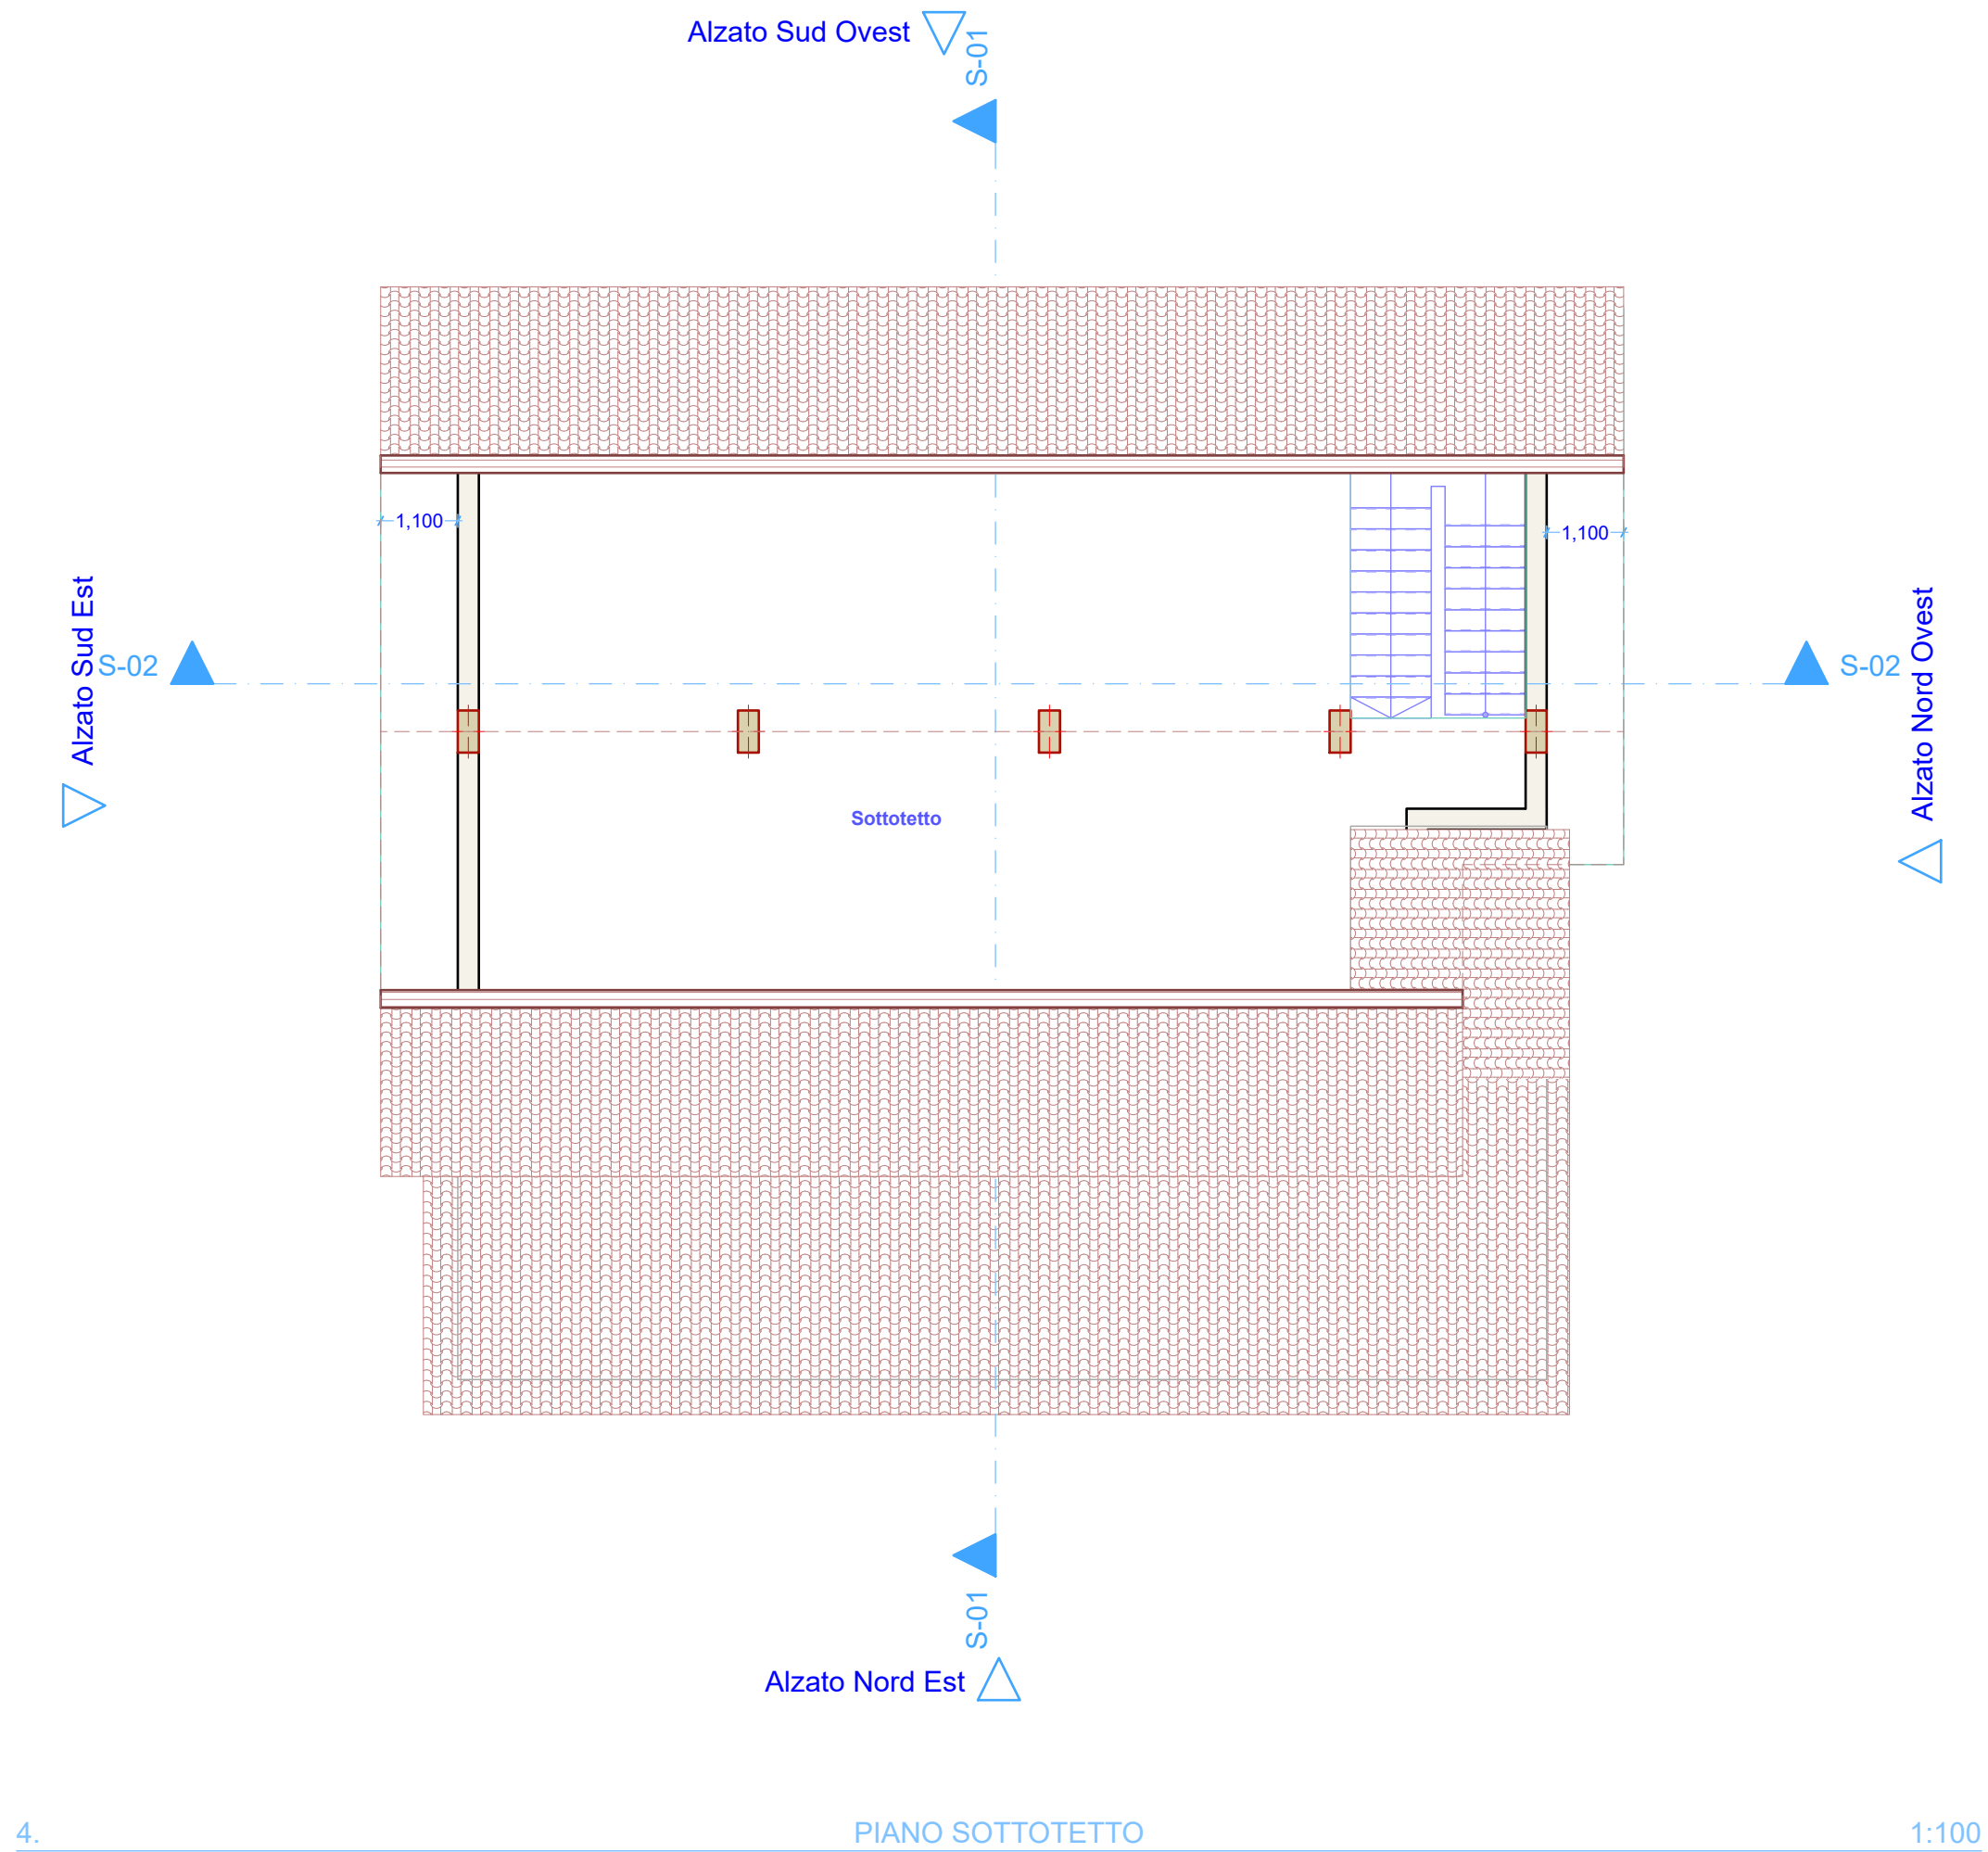 Alzato Sud Ovest
S-01
1,100
1,100
Alzato Sud Est
S-02
S-02
Alzato Nord Ovest
Sottotetto
S-01
Alzato Nord Est
4.
PIANO SOTTOTETTO
1:100